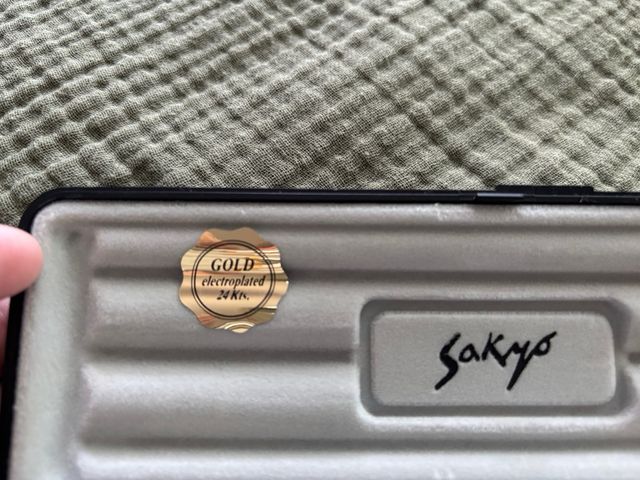 GOLD
electroplated
24 Kts.
Sakyo